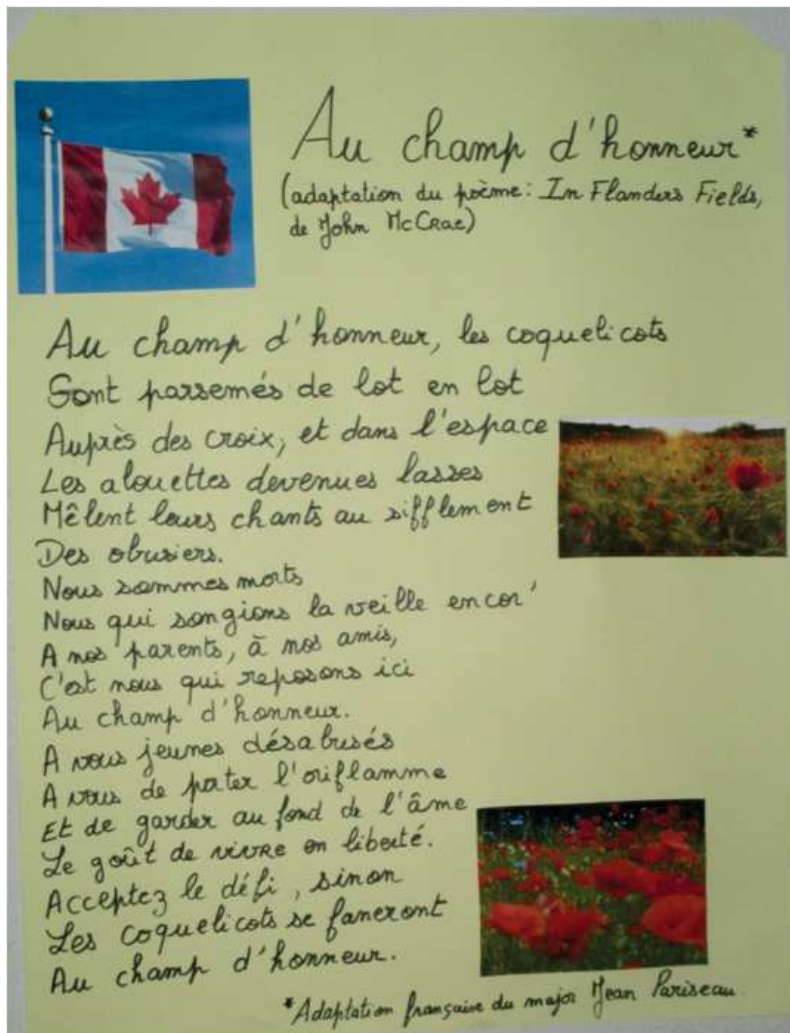 Au champ d'honneur*
(adaptation du poème: In Flanders Fields,
de John McCrae)
Au champ d'honneur, les coquelicots
Sont parsemés de lot en lot
Auprès des croix; et dans l'espace
Les alouettes devenues lasses
Mêlent leurs chants au sifflement
Des obusiers.
Nous sommes morts
Nous qui songions la veille encor'
A nos parents, à nos amis,
C'est nous qui reposons ici
Au champ d'honneur.
A vous jeunes désabusés
A vous de porter l'oriflamme
Et de garder au fond de l'âme
Le goût de vivre en liberté.
Acceptez le défi, sinon
Les coquelicots se faneront
Au champ d'honneur.
*Adaptation française du major Jean Pariseau.